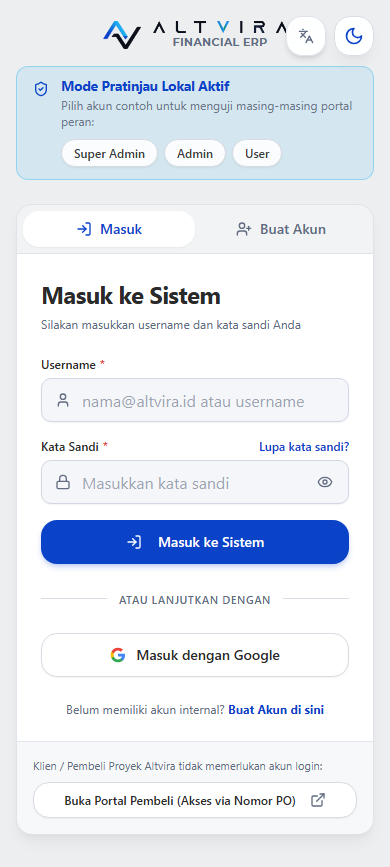 ALTVIRA
FINANCIAL ERP
Mode Pratinjau Lokal Aktif
Pilih akun contoh untuk menguji masing-masing portal
peran:
Super Admin
Admin
User
Masuk
Buat Akun
Masuk ke Sistem
Silakan masukkan username dan kata sandi Anda
Username *
nama@altvira.id atau username
Kata Sandi *
Lupa kata sandi?
Masukkan kata sandi
Masuk ke Sistem
ATAU LANJUTKAN DENGAN
Masuk dengan Google
Belum memiliki akun internal? Buat Akun di sini
Klien / Pembeli Proyek Altvira tidak memerlukan akun login:
Buka Portal Pembeli (Akses via Nomor PO)